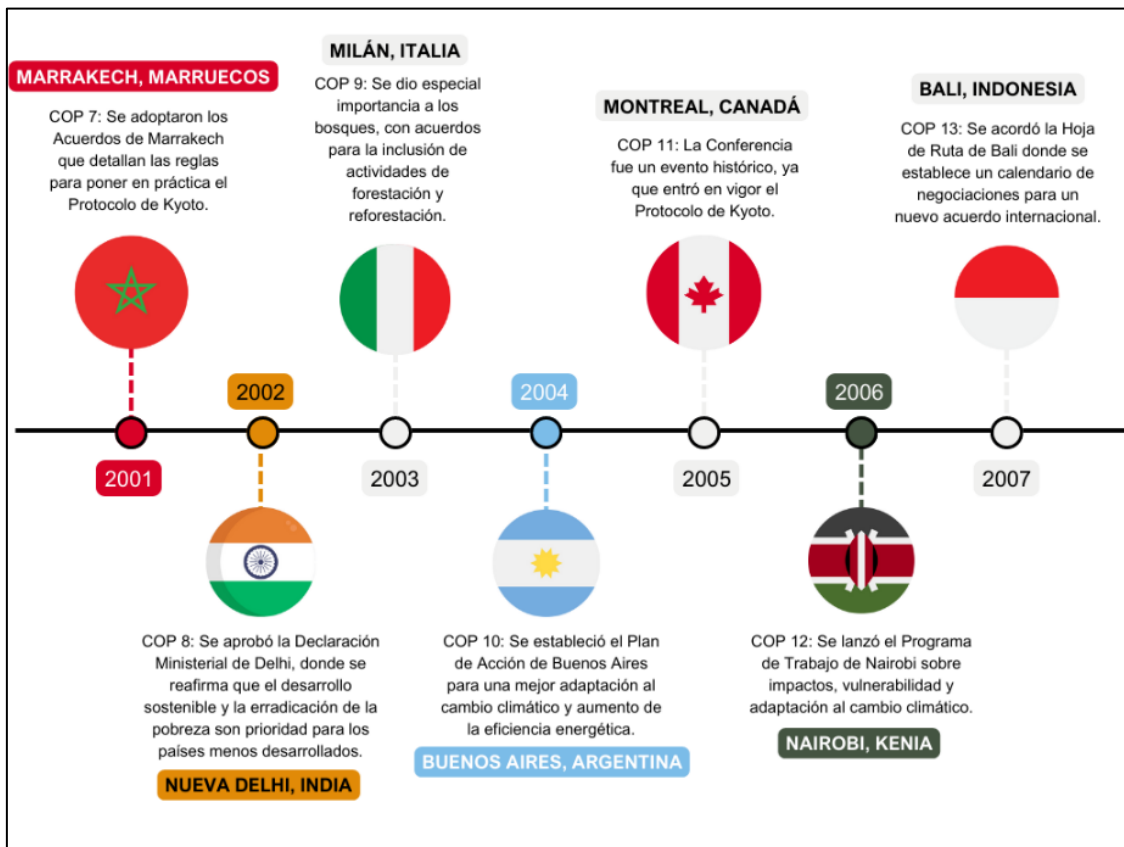 MARRAKECH, MARRUECOS
COP 7: Se adoptaron los
Acuerdos de Marrakech
que detallan las reglas
para poner en práctica el
Protocolo de Kyoto.
2001
2002
COP 8: Se aprobó la Declaración
Ministerial de Delhi, donde se
reafirma que el desarrollo
sostenible y la erradicación de la
pobreza son prioridad para los
países menos desarrollados.
NUEVA DELHI, INDIA
MILÁN, ITALIA
COP 9: Se dio especial
importancia a los
bosques, con acuerdos
para la inclusión de
actividades de
forestación y
reforestación.
2003
2004
COP 10: Se estableció el Plan
de Acción de Buenos Aires
para una mejor adaptación al
cambio climático y aumento de
la eficiencia energética.
BUENOS AIRES, ARGENTINA
MONTREAL, CANADÁ
COP 11: La Conferencia
fue un evento histórico, ya
que entró en vigor el
Protocolo de Kyoto.
2005
2006
COP 12: Se lanzó el Programa
de Trabajo de Nairobi sobre
impactos, vulnerabilidad y
adaptación al cambio climático.
NAIROBI, KENIA
BALI, INDONESIA
COP 13: Se acordó la Hoja
de Ruta de Bali donde se
establece un calendario de
negociaciones para un
nuevo acuerdo internacional.
2007